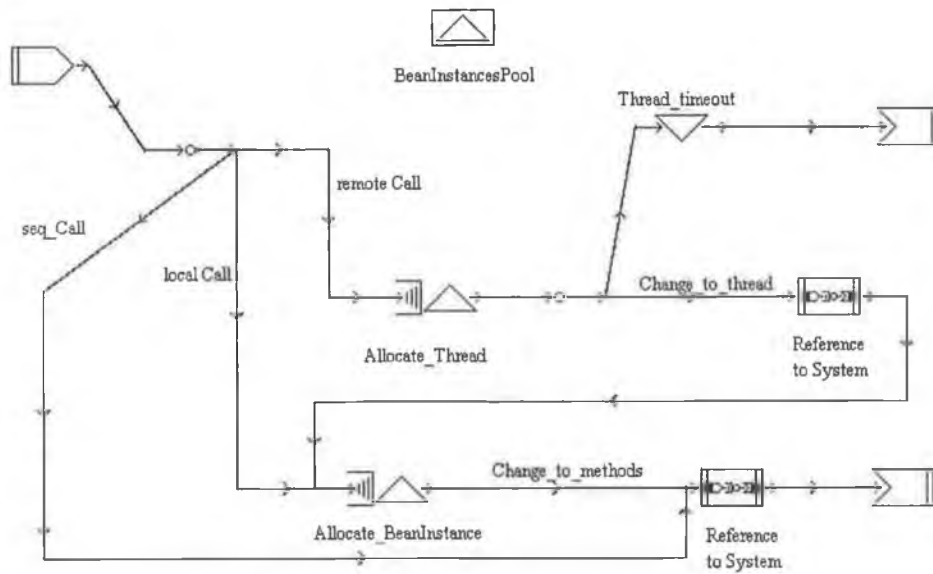 BeanInstancesPool
Thread_timeout
remote Call
seq_Call
local Call
Change_to_thread
Allocate_Thread
Reference
to System
Change_to_methods
Allocate_BeanInstance
Reference
to System